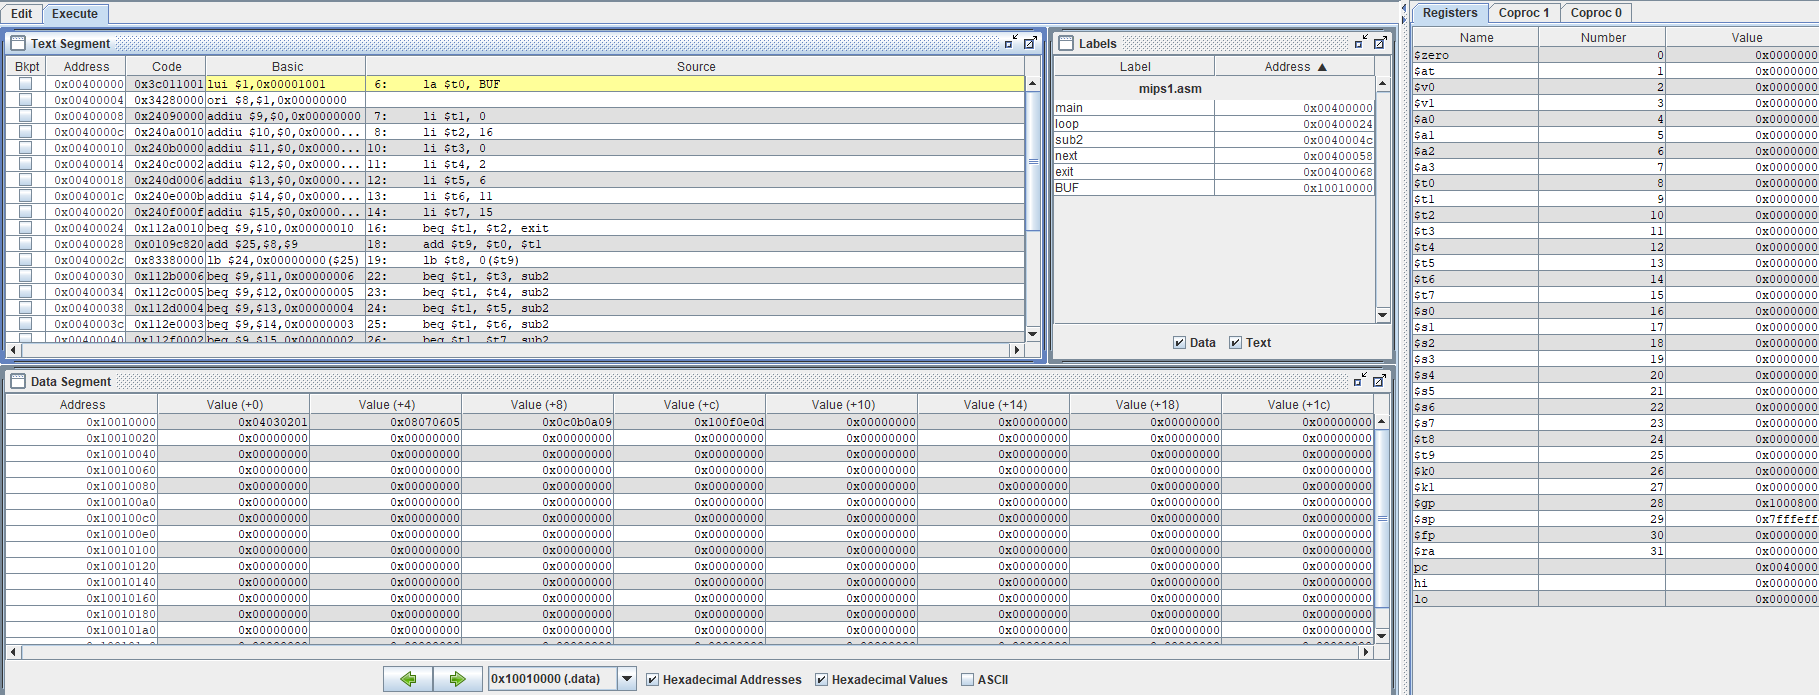 Edit Execute
Text Segment
Bkpt Address Code Basic Source
0x00400000 0x3c011001 lui $1,0x00001001 6: la $t0, BUF
0x00400004 0x34280000 ori $8,$1,0x00000000
0x00400008 0x24090000 addiu $9,$0,0x00000000 7: li $t1, 0
0x0040000c 0x240a0010 addiu $10,$0,0x0000... 8: li $t2, 16
0x00400010 0x240b0000 addiu $11,$0,0x0000... 10: li $t3, 0
0x00400014 0x240c0002 addiu $12,$0,0x0000... 11: li $t4, 2
0x00400018 0x240d0006 addiu $13,$0,0x0000... 12: li $t5, 6
0x0040001c 0x240e000b addiu $14,$0,0x0000... 13: li $t6, 11
0x00400020 0x240f000f addiu $15,$0,0x0000... 14: li $t7, 15
0x00400024 0x112a0010 beq $9,$10,0x00000010 16: beq $t1, $t2, exit
0x00400028 0x0109c820 add $25,$8,$9 18: add $t9, $t0, $t1
0x0040002c 0x83380000 lb $24,0x00000000($25) 19: lb $t8, 0($t9)
0x00400030 0x112b0006 beq $9,$11,0x00000006 22: beq $t1, $t3, sub2
0x00400034 0x112c0005 beq $9,$12,0x00000005 23: beq $t1, $t4, sub2
0x00400038 0x112d0004 beq $9,$13,0x00000004 24: beq $t1, $t5, sub2
0x0040003c 0x112e0003 beq $9,$14,0x00000003 25: beq $t1, $t6, sub2
0x00400040 0x112f0002 beq $9,$15,0x00000002 26: beq $t1, $t7, sub2
Labels
Label Address ▲
mips1.asm
main 0x00400000
loop 0x00400024
sub2 0x0040004c
next 0x00400058
exit 0x00400068
BUF 0x10010000
Data Text
Data Segment
Address Value (+0) Value (+4) Value (+8) Value (+c) Value (+10) Value (+14) Value (+18) Value (+1c)
0x10010000 0x04030201 0x08070605 0x0c0b0a09 0x100f0e0d 0x00000000 0x00000000 0x00000000 0x00000000
0x10010020 0x00000000 0x00000000 0x00000000 0x00000000 0x00000000 0x00000000 0x00000000 0x00000000
0x10010040 0x00000000 0x00000000 0x00000000 0x00000000 0x00000000 0x00000000 0x00000000 0x00000000
0x10010060 0x00000000 0x00000000 0x00000000 0x00000000 0x00000000 0x00000000 0x00000000 0x00000000
0x10010080 0x00000000 0x00000000 0x00000000 0x00000000 0x00000000 0x00000000 0x00000000 0x00000000
0x100100a0 0x00000000 0x00000000 0x00000000 0x00000000 0x00000000 0x00000000 0x00000000 0x00000000
0x100100c0 0x00000000 0x00000000 0x00000000 0x00000000 0x00000000 0x00000000 0x00000000 0x00000000
0x100100e0 0x00000000 0x00000000 0x00000000 0x00000000 0x00000000 0x00000000 0x00000000 0x00000000
0x10010100 0x00000000 0x00000000 0x00000000 0x00000000 0x00000000 0x00000000 0x00000000 0x00000000
0x10010120 0x00000000 0x00000000 0x00000000 0x00000000 0x00000000 0x00000000 0x00000000 0x00000000
0x10010140 0x00000000 0x00000000 0x00000000 0x00000000 0x00000000 0x00000000 0x00000000 0x00000000
0x10010160 0x00000000 0x00000000 0x00000000 0x00000000 0x00000000 0x00000000 0x00000000 0x00000000
0x10010180 0x00000000 0x00000000 0x00000000 0x00000000 0x00000000 0x00000000 0x00000000 0x00000000
0x100101a0 0x00000000 0x00000000 0x00000000 0x00000000 0x00000000 0x00000000 0x00000000 0x00000000
0x10010000 (.data) Hexadecimal Addresses Hexadecimal Values ASCII
Registers Coproc 1 Coproc 0
Name Number Value
$zero 0 0x0000000
$at 1 0x0000000
$v0 2 0x0000000
$v1 3 0x0000000
$a0 4 0x0000000
$a1 5 0x0000000
$a2 6 0x0000000
$a3 7 0x0000000
$t0 8 0x0000000
$t1 9 0x0000000
$t2 10 0x0000000
$t3 11 0x0000000
$t4 12 0x0000000
$t5 13 0x0000000
$t6 14 0x0000000
$t7 15 0x0000000
$s0 16 0x0000000
$s1 17 0x0000000
$s2 18 0x0000000
$s3 19 0x0000000
$s4 20 0x0000000
$s5 21 0x0000000
$s6 22 0x0000000
$s7 23 0x0000000
$t8 24 0x0000000
$t9 25 0x0000000
$k0 26 0x0000000
$k1 27 0x0000000
$gp 28 0x1000800
$sp 29 0x7fffeff
$fp 30 0x0000000
$ra 31 0x0000000
pc 0x0040000
hi 0x0000000
lo 0x0000000